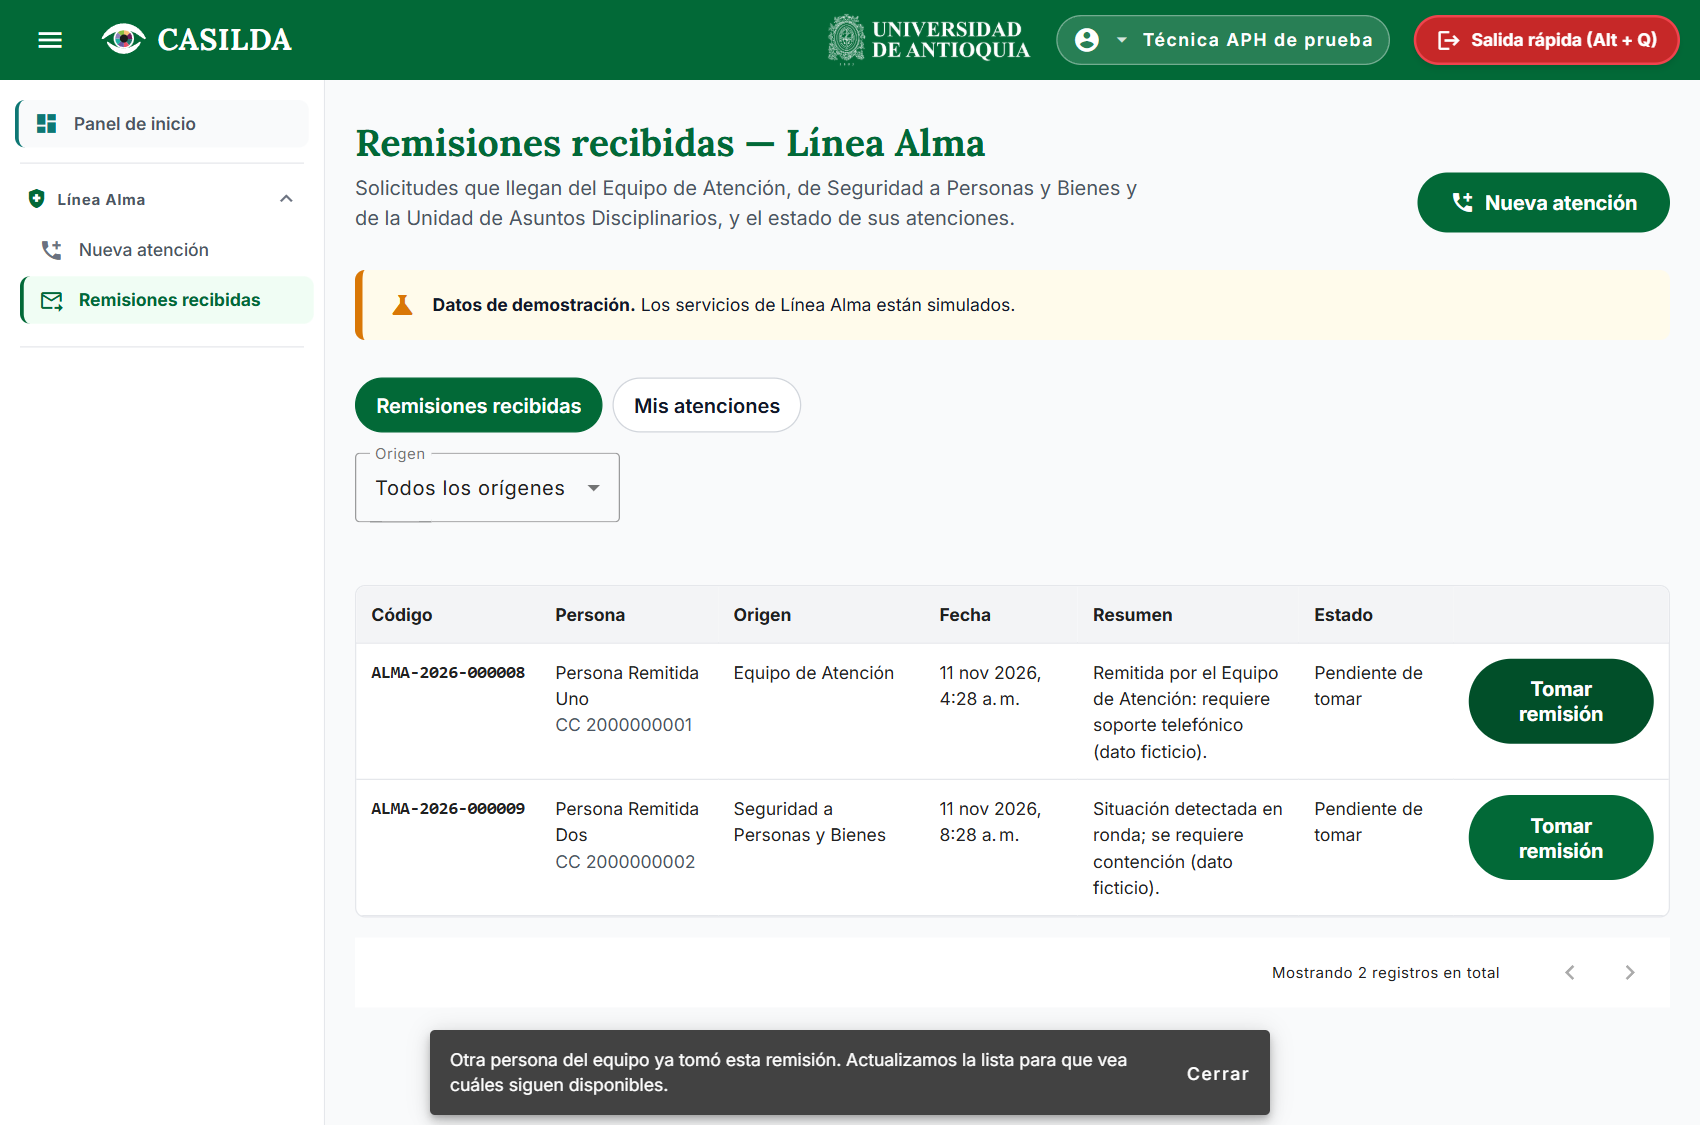 CASILDA
UNIVERSIDAD
DE ANTIOQUIA
Técnica APH de prueba
Salida rápida (Alt + Q)
Panel de inicio
Línea Alma
Nueva atención
Remisiones recibidas
Remisiones recibidas — Línea Alma
Solicitudes que llegan del Equipo de Atención, de Seguridad a Personas y Bienes y
de la Unidad de Asuntos Disciplinarios, y el estado de sus atenciones.
Nueva atención
Datos de demostración. Los servicios de Línea Alma están simulados.
Remisiones recibidas
Mis atenciones
Origen
Todos los orígenes
Código Persona Origen Fecha Resumen Estado
ALMA-2026-000008
Persona Remitida
Uno
CC 2000000001
Equipo de Atención
11 nov 2026,
4:28 a. m.
Remitida por el Equipo
de Atención: requiere
soporte telefónico
(dato ficticio).
Pendiente de
tomar
Tomar
remisión
ALMA-2026-000009
Persona Remitida
Dos
CC 2000000002
Seguridad a
Personas y Bienes
11 nov 2026,
8:28 a. m.
Situación detectada en
ronda; se requiere
contención (dato
ficticio).
Pendiente de
tomar
Tomar
remisión
Mostrando 2 registros en total
Otra persona del equipo ya tomó esta remisión. Actualizamos la lista para que vea
cuáles siguen disponibles.
Cerrar